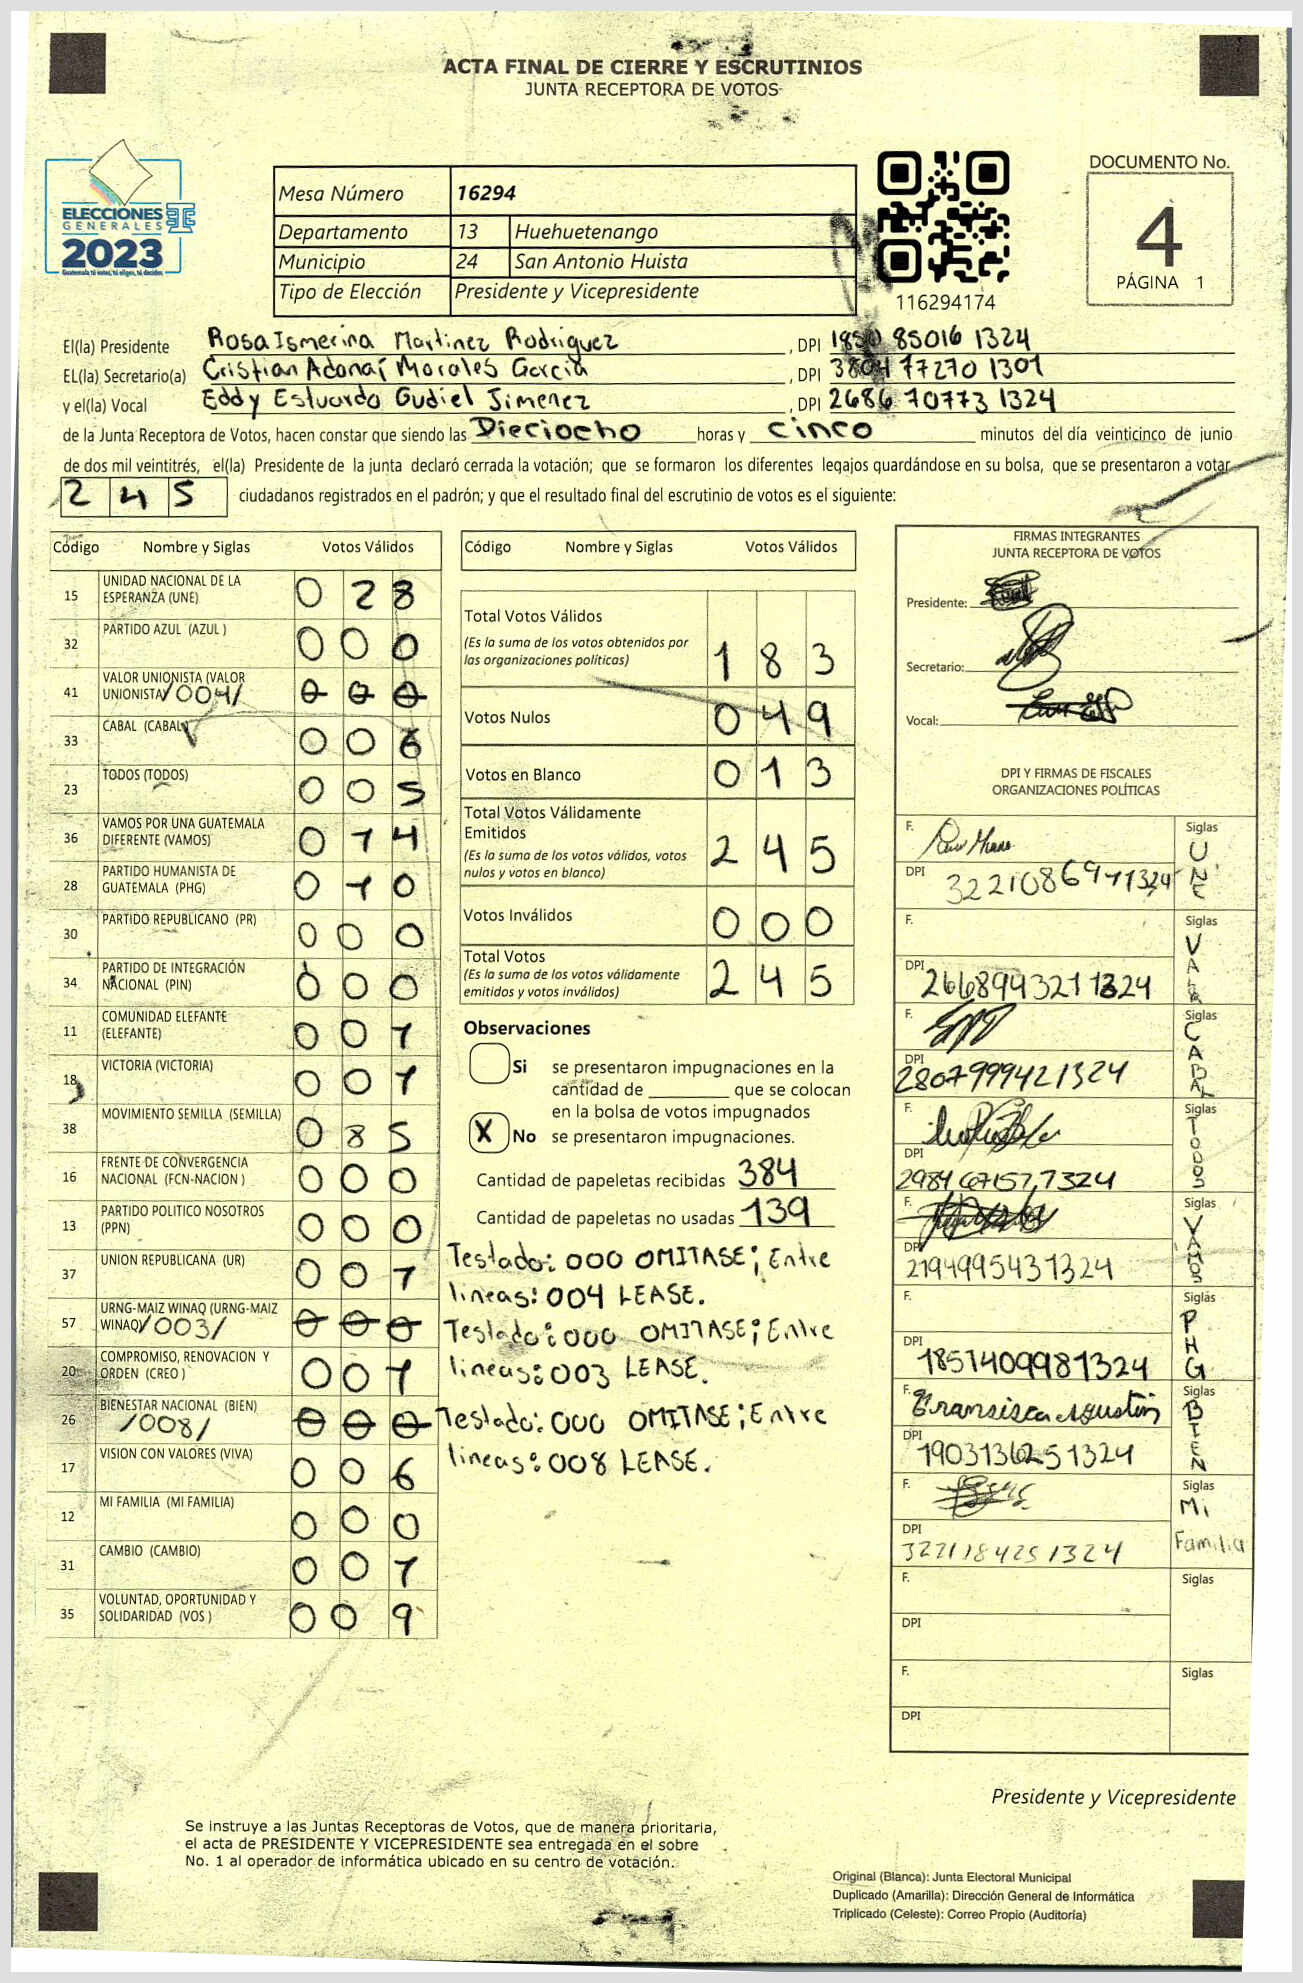 ACTA FINAL DE CIERRE Y ESCRUTINIOS
JUNTA RECEPTORA DE VOTOS
ELECCIONES
GENERALES
2023
Guatemala tú votas, tú eliges, tú decides
Mesa Número 16294
Departamento 13 Huehuetenango
Municipio 24 San Antonio Huista
Tipo de Elección Presidente y Vicepresidente
116294174
DOCUMENTO No.
4
PÁGINA 1
El(la) Presidente Rosa Ismerina Martinez Rodriguez, DPI 1850 85016 1324
EL(la) Secretario(a) Cristian Adonaí Morales Garcia, DPI 3804 77270 1301
y el(la) Vocal Eddy Estuardo Gudiel Jimenez, DPI 2686 70773 1324
de la Junta Receptora de Votos, hacen constar que siendo las Dieciocho horas y cinco minutos del día veinticinco de junio
de dos mil veintitrés, el(la) Presidente de la junta declaró cerrada la votación; que se formaron los diferentes legajos guardándose en su bolsa, que se presentaron a votar
245 ciudadanos registrados en el padrón; y que el resultado final del escrutinio de votos es el siguiente:
Código Nombre y Siglas Votos Válidos
15 UNIDAD NACIONAL DE LA ESPERANZA (UNE) 0 2 8
32 PARTIDO AZUL (AZUL ) 0 0 0
41 VALOR UNIONISTA (VALOR UNIONISTA) /004/ 0 0 0
33 CABAL (CABAL) 0 0 6
23 TODOS (TODOS) 0 0 5
36 VAMOS POR UNA GUATEMALA DIFERENTE (VAMOS) 0 1 4
28 PARTIDO HUMANISTA DE GUATEMALA (PHG) 0 1 0
30 PARTIDO REPUBLICANO (PR) 0 0 0
34 PARTIDO DE INTEGRACIÓN NACIONAL (PIN) 0 0 0
11 COMUNIDAD ELEFANTE (ELEFANTE) 0 0 1
18 VICTORIA (VICTORIA) 0 0 1
38 MOVIMIENTO SEMILLA (SEMILLA) 0 8 5
16 FRENTE DE CONVERGENCIA NACIONAL (FCN-NACION ) 0 0 0
13 PARTIDO POLITICO NOSOTROS (PPN) 0 0 0
37 UNION REPUBLICANA (UR) 0 0 1
57 URNG-MAIZ WINAQ (URNG-MAIZ WINAQ) /003/ 0 0 0
20 COMPROMISO, RENOVACION Y ORDEN (CREO ) 0 0 1
26 BIENESTAR NACIONAL (BIEN) /008/ 0 0 0
17 VISION CON VALORES (VIVA) 0 0 6
12 MI FAMILIA (MI FAMILIA) 0 0 0
31 CAMBIO (CAMBIO) 0 0 1
35 VOLUNTAD, OPORTUNIDAD Y SOLIDARIDAD (VOS ) 0 0 9
Código Nombre y Siglas Votos Válidos
Total Votos Válidos 1 8 3
(Es la suma de los votos obtenidos por
las organizaciones políticas)
Votos Nulos 0 4 9
Votos en Blanco 0 1 3
Total Votos Válidamente
Emitidos 2 4 5
(Es la suma de los votos válidos, votos
nulos y votos en blanco)
Votos Inválidos 0 0 0
Total Votos 2 4 5
(Es la suma de los votos válidamente
emitidos y votos inválidos)
Observaciones
Si se presentaron impugnaciones en la
cantidad de ________ que se colocan
en la bolsa de votos impugnados
X No se presentaron impugnaciones.
Cantidad de papeletas recibidas 384
Cantidad de papeletas no usadas 139
Testado: 000 OMITASE; Entre
lineas: 004 LEASE.
Testado: 000 OMITASE; Entre
lineas: 003 LEASE.
Testado: 000 OMITASE; Entre
lineas: 008 LEASE.
FIRMAS INTEGRANTES
JUNTA RECEPTORA DE VOTOS
Presidente:
Secretario:
Vocal:
DPI Y FIRMAS DE FISCALES
ORGANIZACIONES POLÍTICAS
F. Siglas UNE
DPI
F. Siglas
DPI 2668994321 1324
F. Siglas CABAL
DPI 2807999421324
F. Siglas TODOS
DPI
F. Siglas VAMOS
DPI 2194995431324
F. Siglas PHG
DPI 1851409981324
F. Fransisca Agustin Siglas BIEN
DPI 1903136251324
F. Siglas Mi Familia
DPI 3221184251324
F. Siglas
DPI
F. Siglas
DPI
Presidente y Vicepresidente
Se instruye a las Juntas Receptoras de Votos, que de manera prioritaria,
el acta de PRESIDENTE Y VICEPRESIDENTE sea entregada en el sobre
No. 1 al operador de informática ubicado en su centro de votación.
Original (Blanca): Junta Electoral Municipal
Duplicado (Amarilla): Dirección General de Informática
Triplicado (Celeste): Correo Propio (Auditoría)